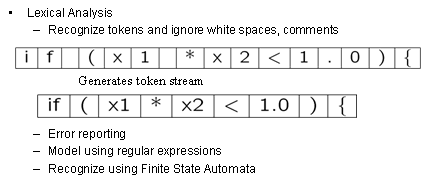 • Lexical Analysis
– Recognize tokens and ignore white spaces, comments
i f ( x 1 * x 2 < 1 . 0 ) {
Generates token stream
if ( x1 * x2 < 1.0 ) {
– Error reporting
– Model using regular expressions
– Recognize using Finite State Automata